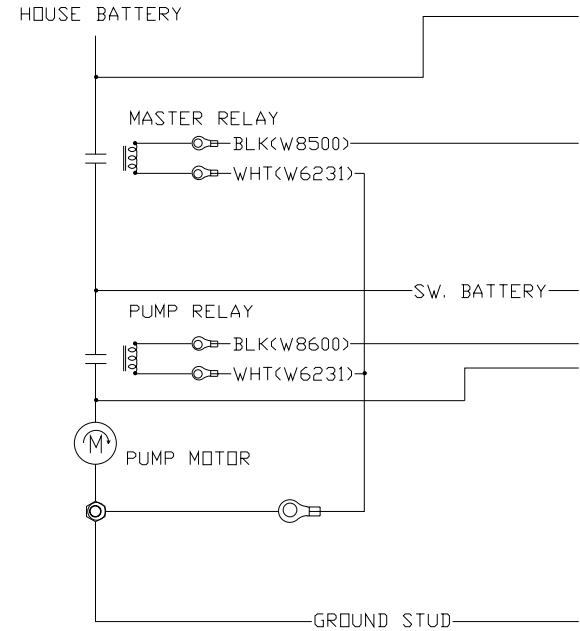 HOUSE BATTERY
MASTER RELAY
BLK(W8500)
WHT(W6231)
SW. BATTERY
PUMP RELAY
BLK(W8600)
WHT(W6231)
M
PUMP MOTOR
GROUND STUD